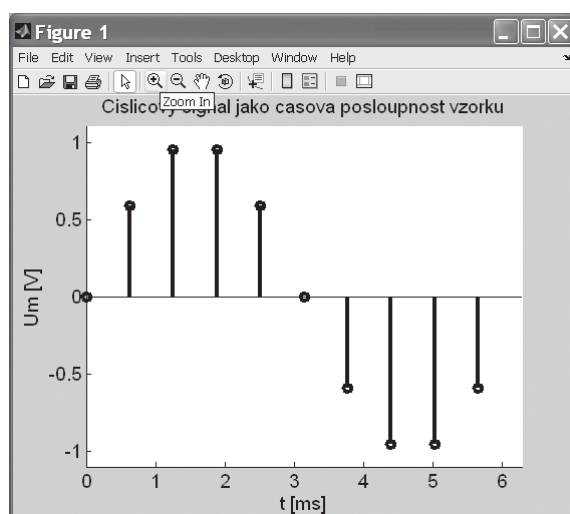 Figure 1
File Edit View Insert Tools Desktop Window Help
Zoom In
Cislicovy signal jako casova posloupnost vzorku
1
0.5
0
-0.5
-1
Um [V]
0 1 2 3 4 5 6
t [ms]